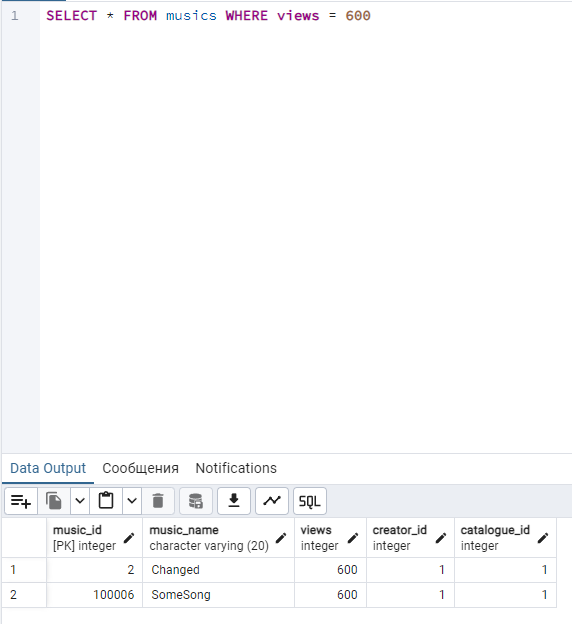 1 SELECT * FROM musics WHERE views = 600
Data Output Сообщения Notifications
SQL
music_id music_name views creator_id catalogue_id
[PK] integer character varying (20) integer integer integer
1 2 Changed 600 1 1
2 100006 SomeSong 600 1 1